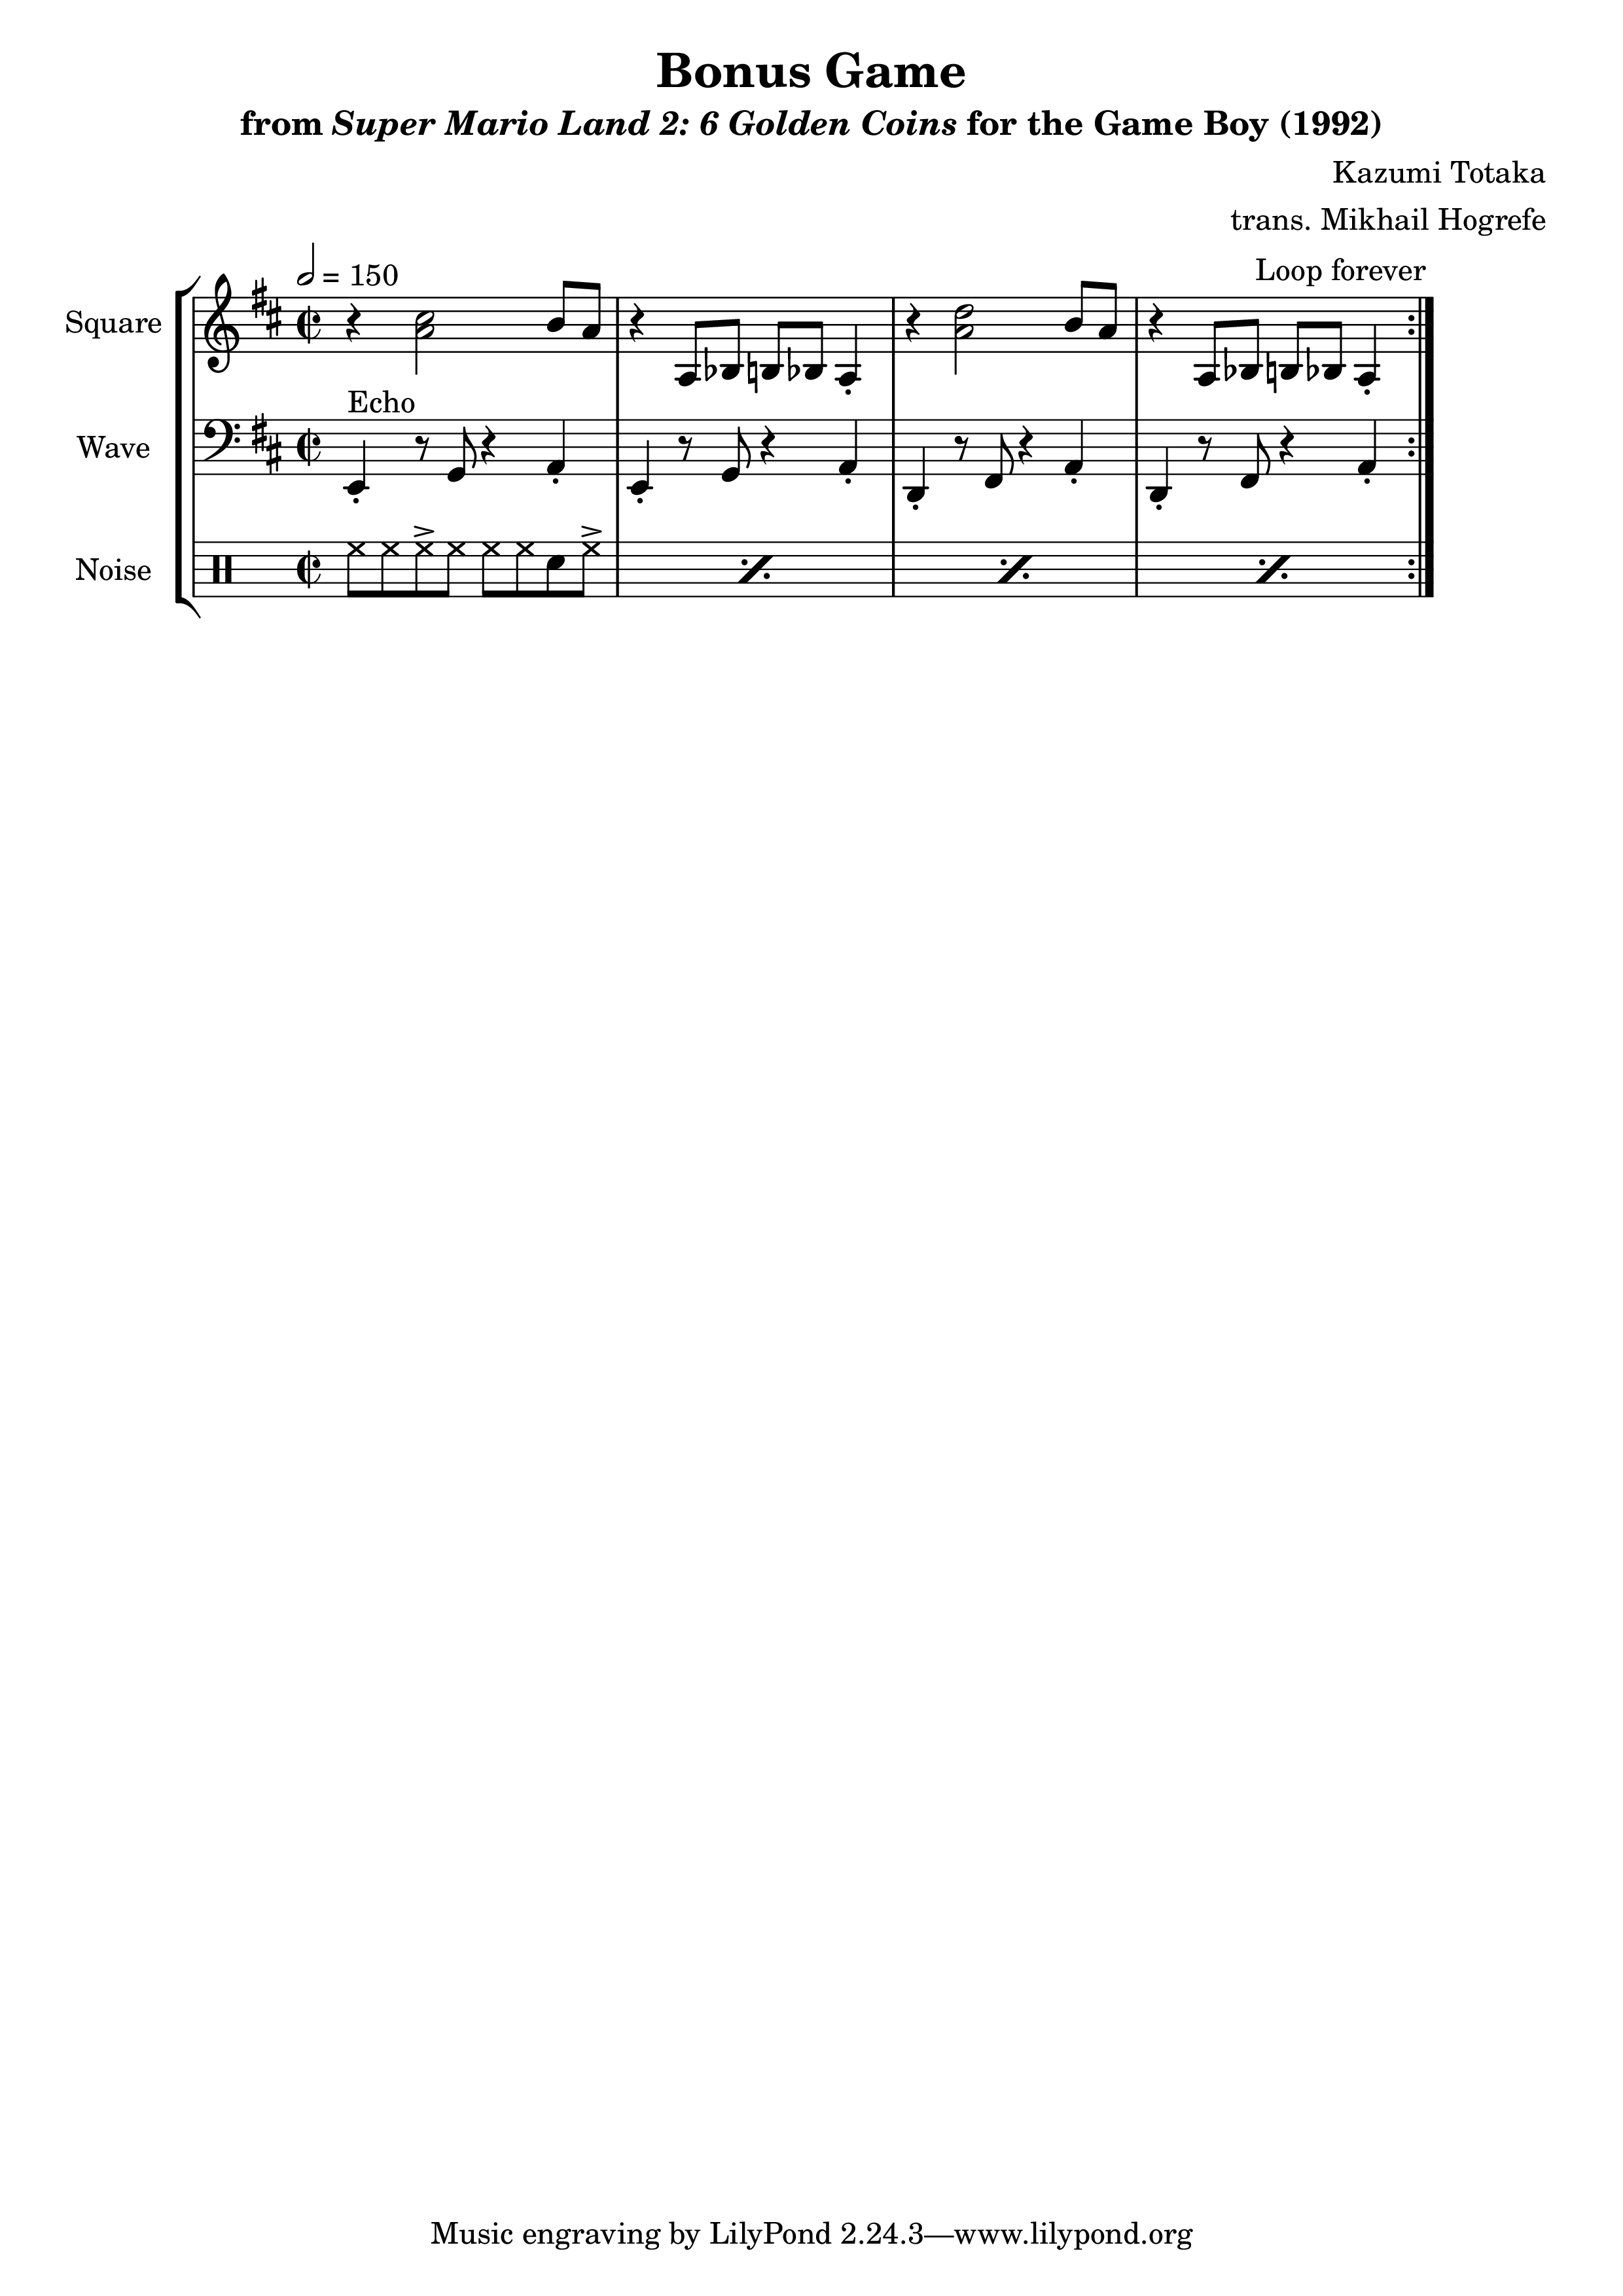 Bonus Game
from Super Mario Land 2: 6 Golden Coins for the Game Boy (1992)
Kazumi Totaka
trans. Mikhail Hogrefe
= 150
Loop forever
Square
Echo
Wave
Noise
Music engraving by LilyPond 2.24.3—www.lilypond.org